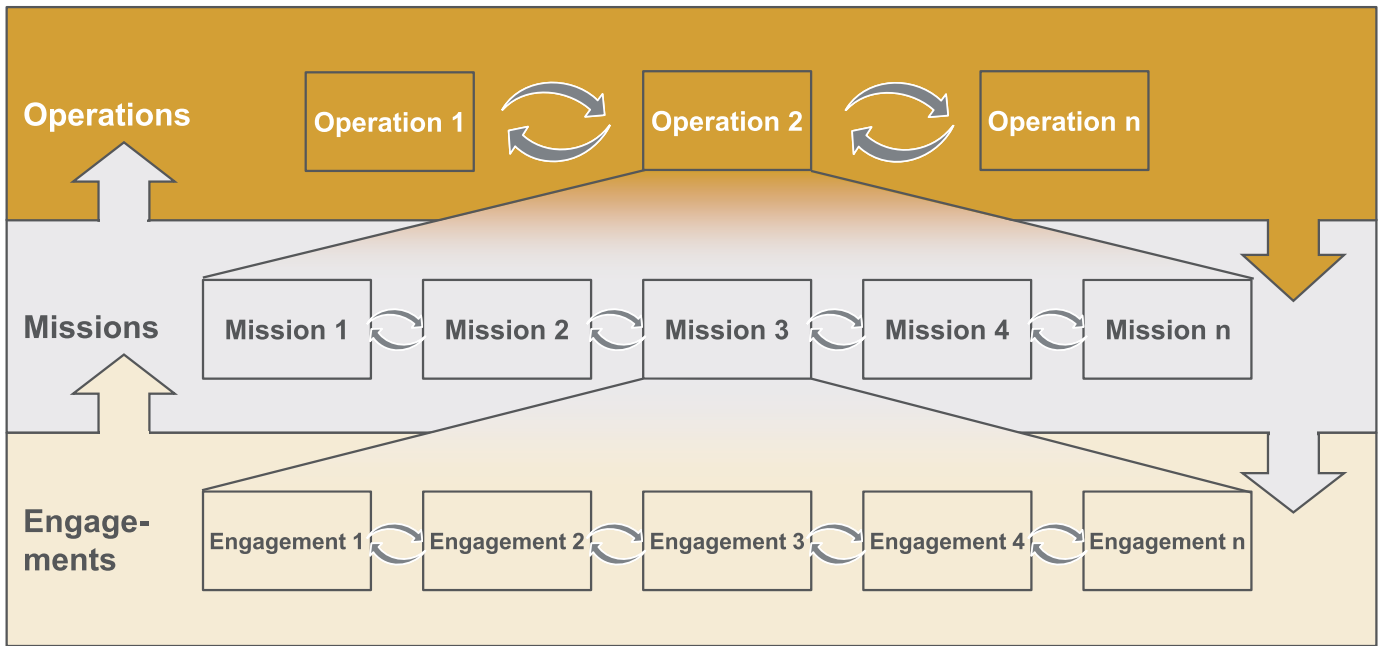 Operations
Operation 1
Operation 2
Operation n
Missions
Mission 1
Mission 2
Mission 3
Mission 4
Mission n
Engage-
ments
Engagement 1
Engagement 2
Engagement 3
Engagement 4
Engagement n